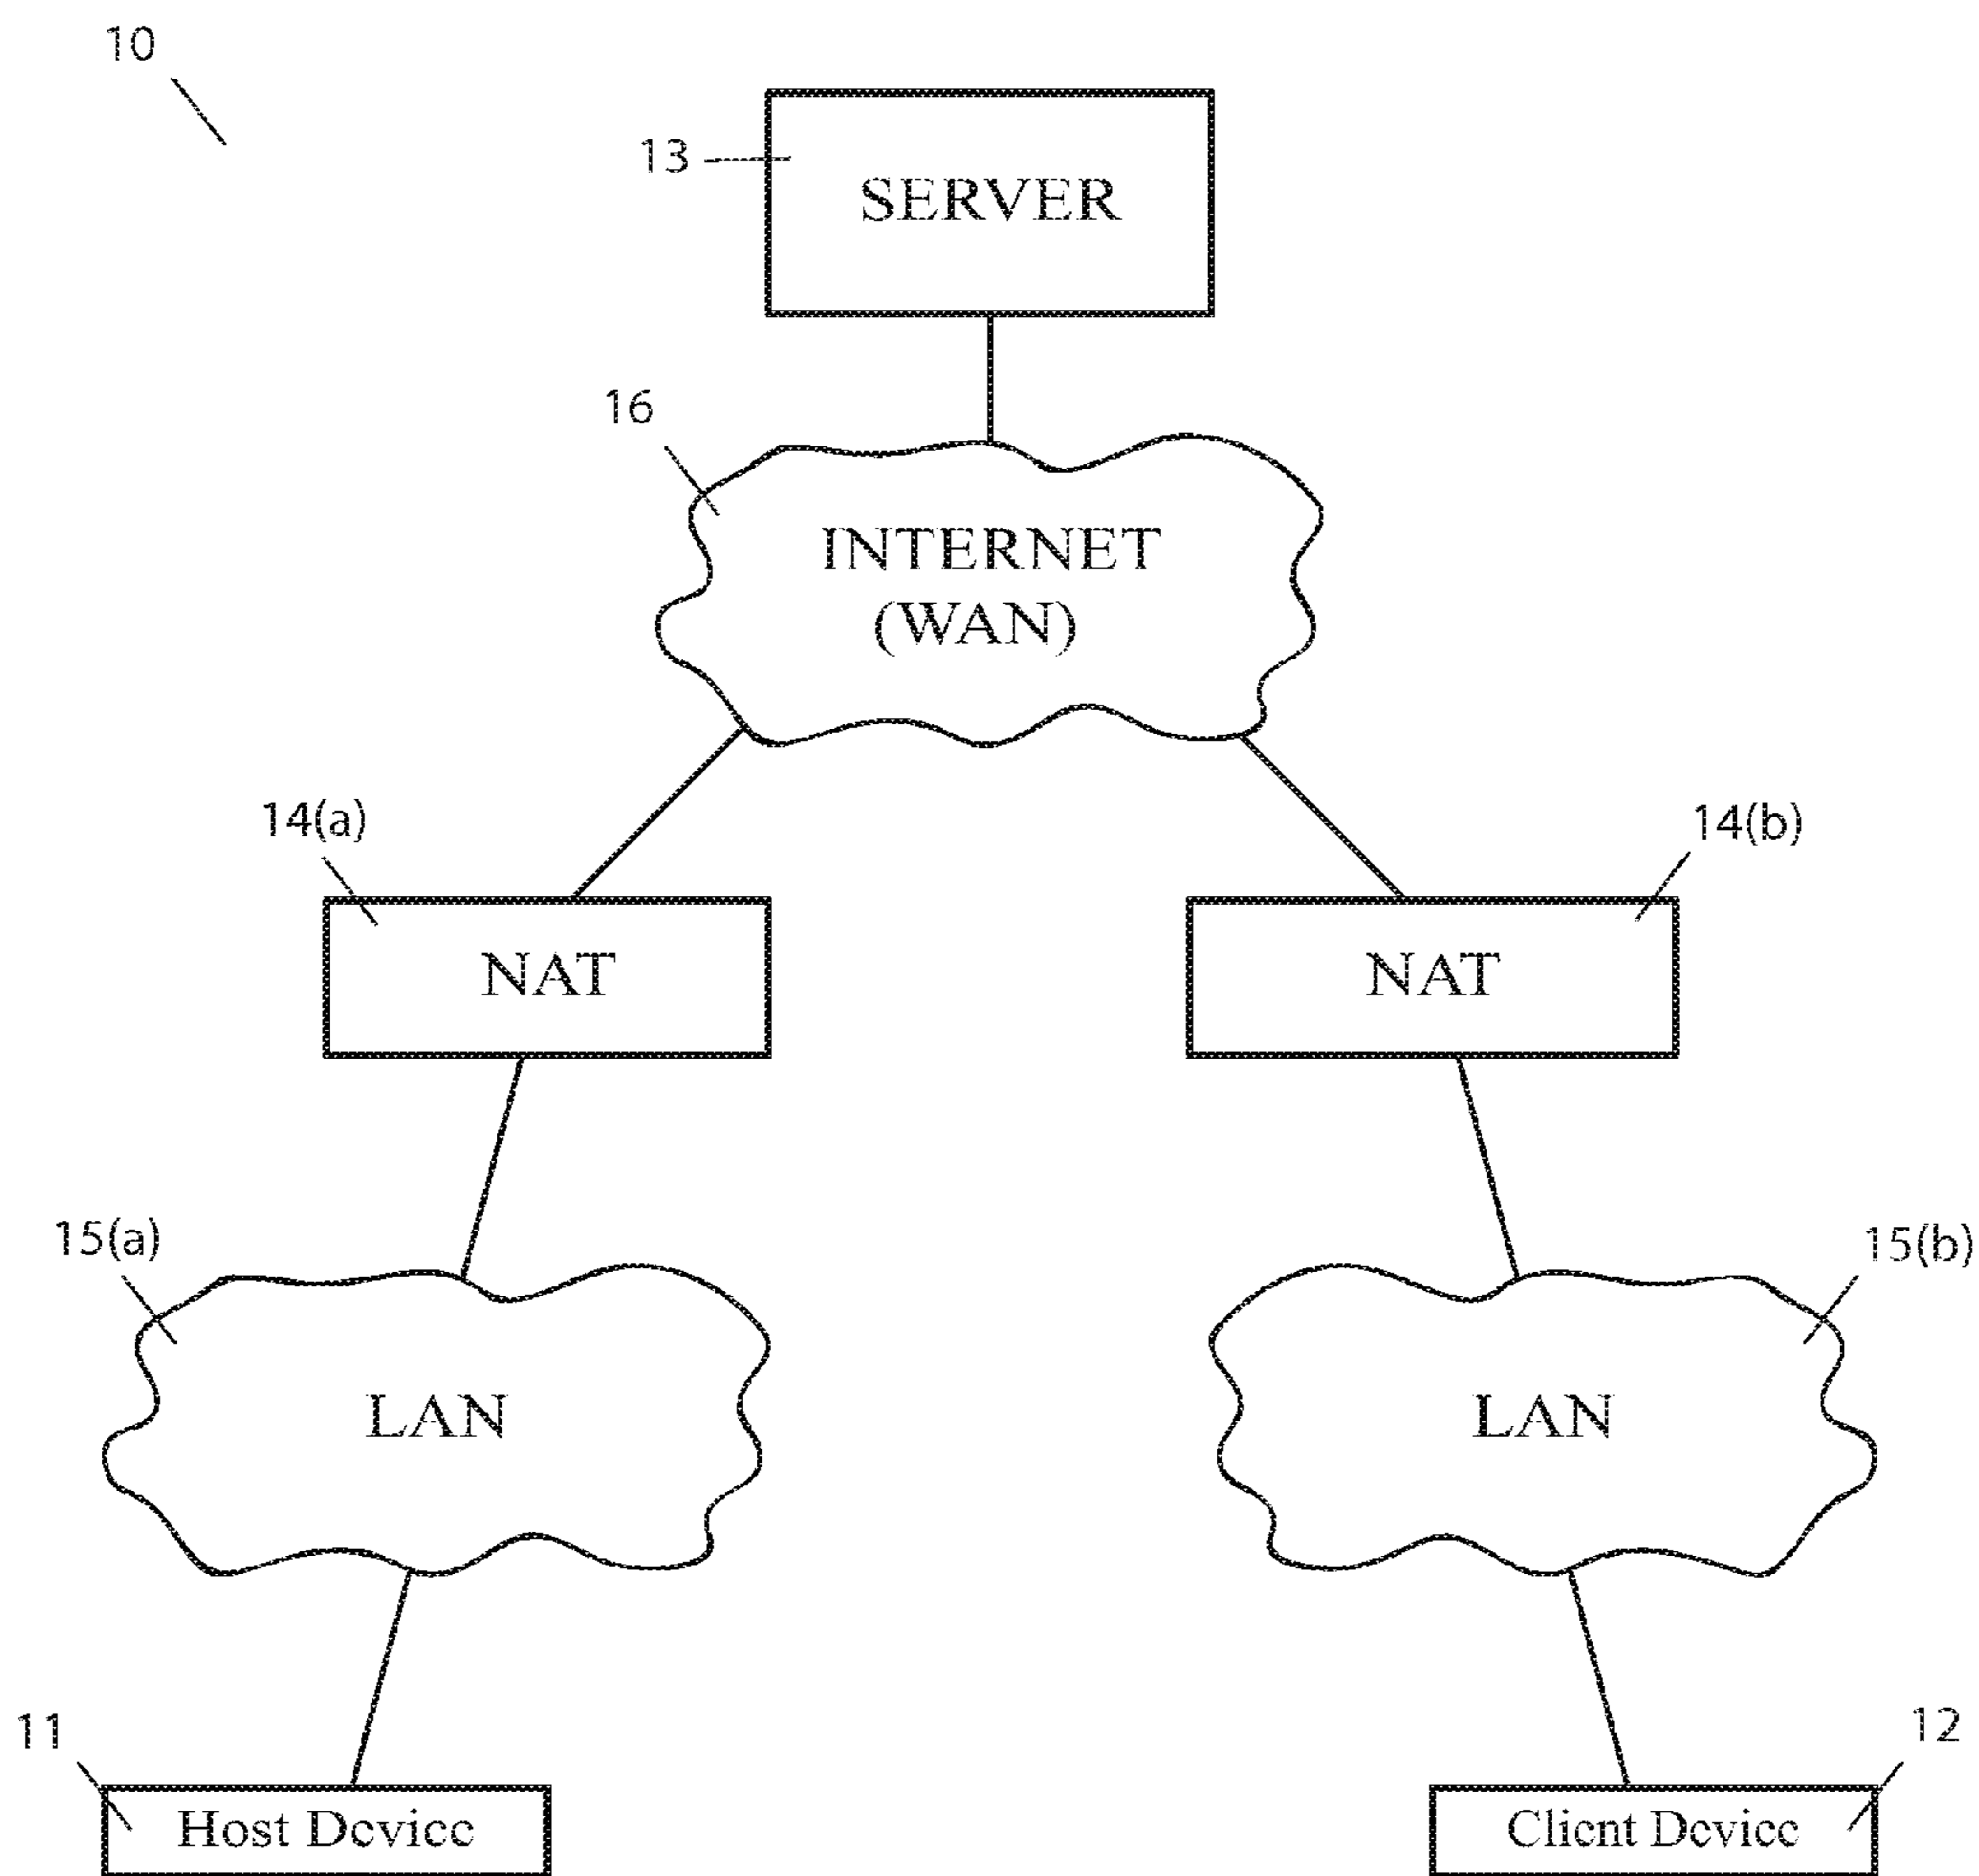 10
13
SERVER
16
INTERNET
(WAN)
14(a)
14(b)
NAT
NAT
15(a)
15(b)
LAN
LAN
11
12
Host Device
Client Device